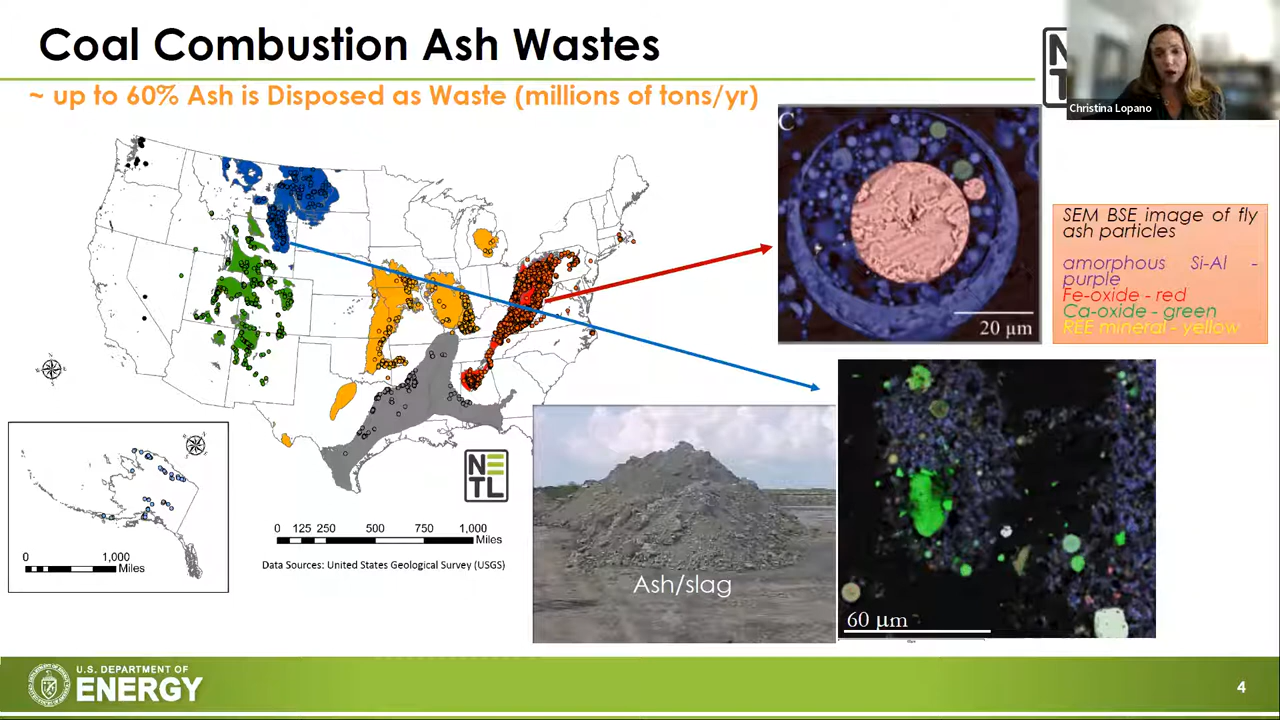 Coal Combustion Ash Wastes
~ up to 60% Ash is Disposed as Waste (millions of tons/yr)
Christina Lopano
C
20 µm
SEM BSE image of fly
ash particles
amorphous Si-Al -
purple
Fe-oxide - red
Ca-oxide - green
REE mineral - yellow
NE
TL
0 125 250 500 750 1,000
Miles
Data Sources: United States Geological Survey (USGS)
0 1,000
Miles
Ash/slag
60 µm
U.S. DEPARTMENT OF
ENERGY
4